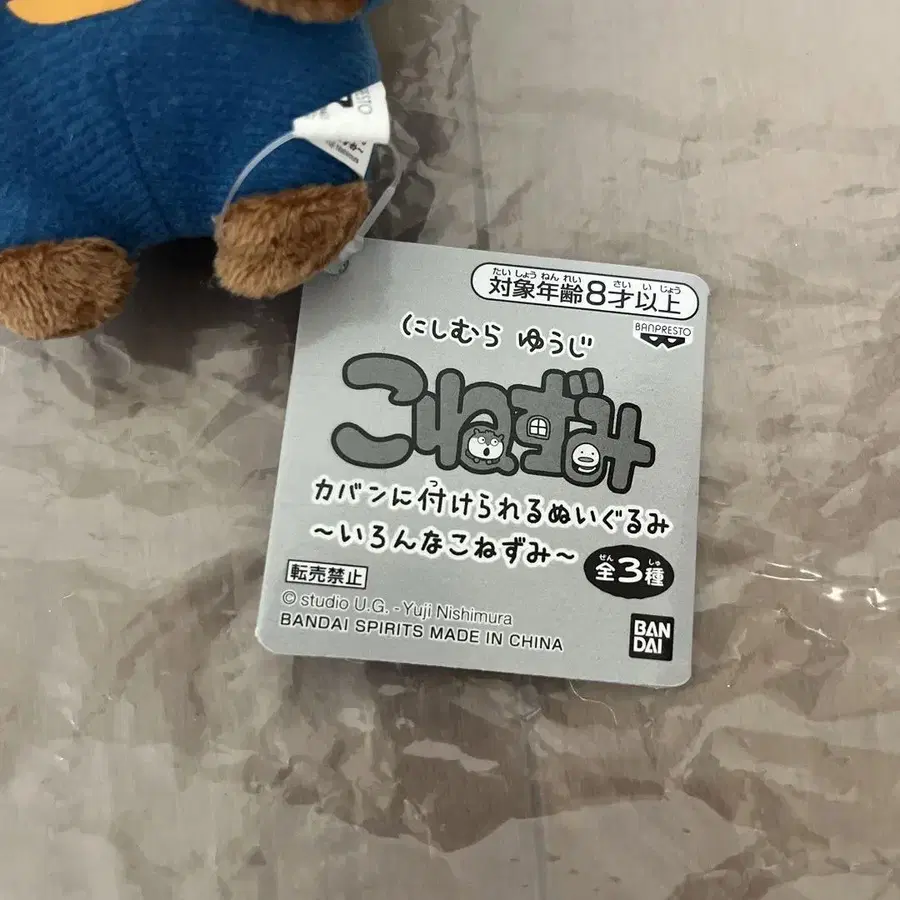 たいしょうねんれい さいいじょう
対象年齢8才以上
BANPRESTO
にしむら ゆうじ
こねずみ
つ
カバンに付けられるぬいぐるみ
～いろんなこねずみ～
ぜん しゅ
全3種
転売禁止
© studio U.G. - Yuji Nishimura
BANDAI SPIRITS MADE IN CHINA
BAN
DAI